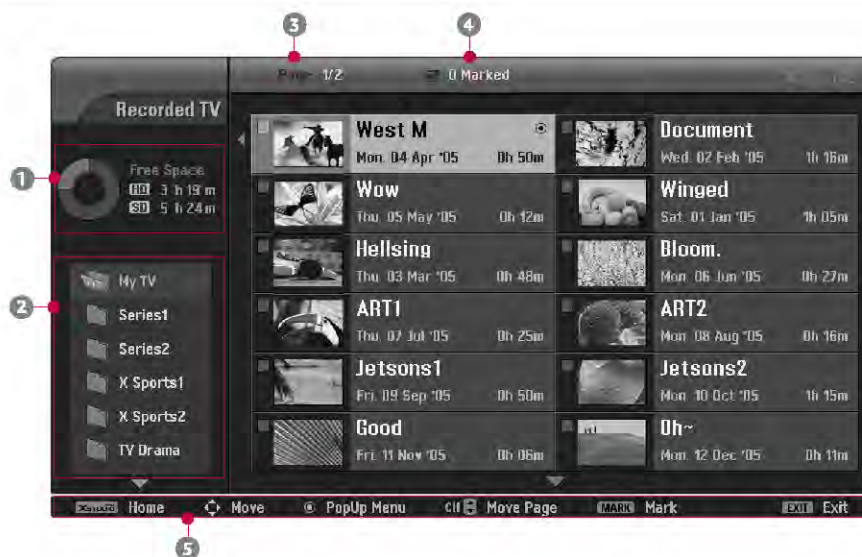 3 4
Page 1/2
0 Marked
Recorded TV
1
Free Space
HD 3 h 19 m
SD 5 h 24 m
2
My TV
Series1
Series2
X Sports1
X Sports2
TV Drama
West M
Mon. 04 Apr '05 0h 50m
Document
Wed. 02 Feb '05 1h 16m
Wow
Thu. 05 May '05 0h 12m
Winged
Sat. 01 Jan '05 1h 05m
Hellsing
Thu. 03 Mar '05 0h 48m
Bloom.
Mon. 06 Jun '05 0h 27m
ART1
Thu. 07 Jul '05 0h 25m
ART2
Mon. 08 Aug '05 0h 16m
Jetsons1
Fri. 09 Sep '05 0h 50m
Jetsons2
Mon. 10 Oct '05 1h 15m
Good
Fri. 11 Nov '05 0h 06m
Oh~
Mon. 12 Dec '05 0h 11m
Home Move PopUp Menu CH Move Page MARK Mark EXIT Exit
5